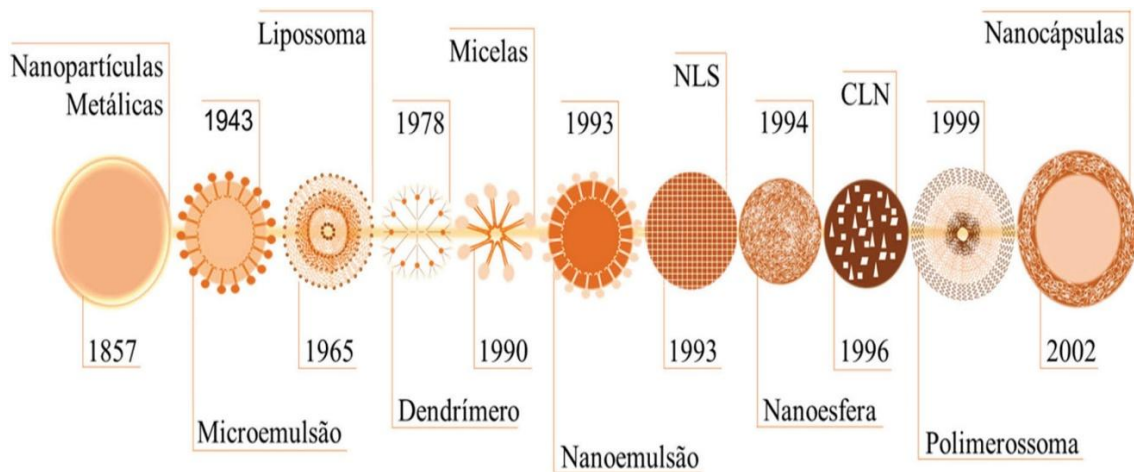 Nanopartículas
Metálicas
1857
1943
Microemulsão
Lipossoma
1965
1978
Dendrímero
Micelas
1990
1993
Nanoemulsão
NLS
1993
1994
Nanoesfera
CLN
1996
1999
Polimerossoma
Nanocápsulas
2002